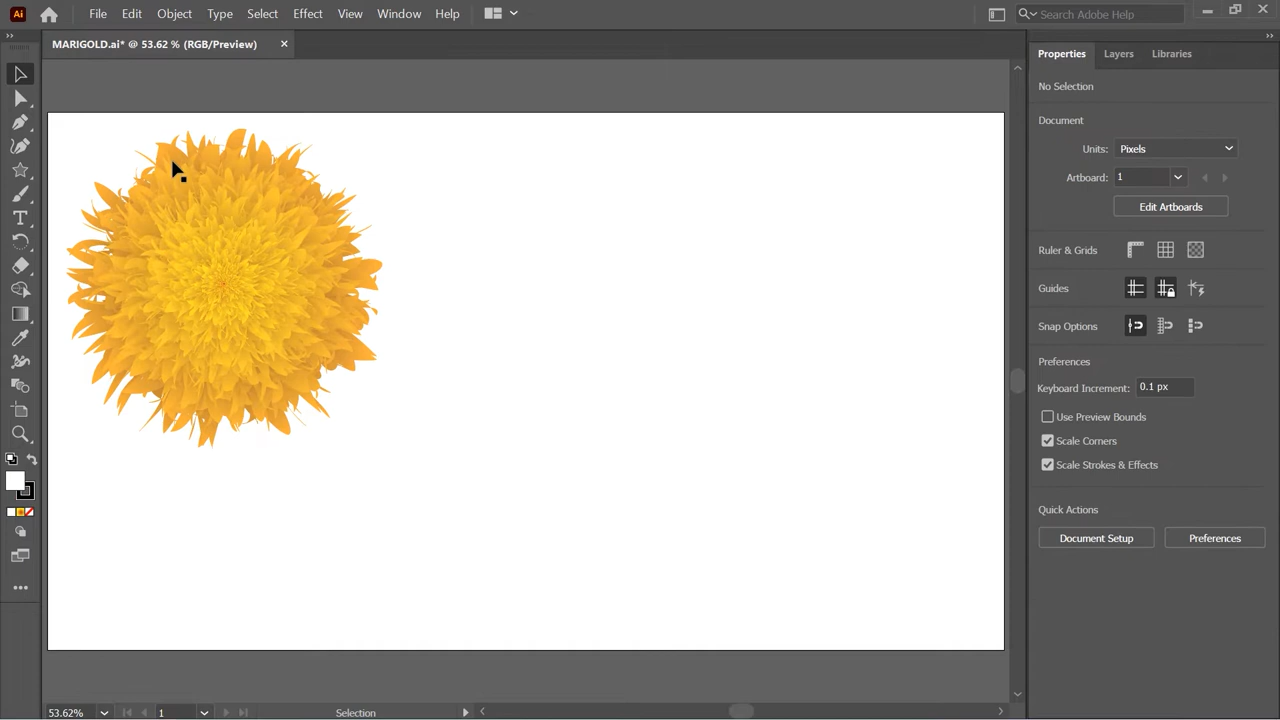 Ai File Edit Object Type Select Effect View Window Help Search Adobe Help
MARIGOLD.ai* @ 53.62 % (RGB/Preview)
Properties Layers Libraries
No Selection
Document
Units: Pixels
Artboard: 1
Edit Artboards
Ruler & Grids
Guides
Snap Options
Preferences
Keyboard Increment: 0.1 px
Use Preview Bounds
Scale Corners
Scale Strokes & Effects
Quick Actions
Document Setup Preferences
53.62% 1 Selection